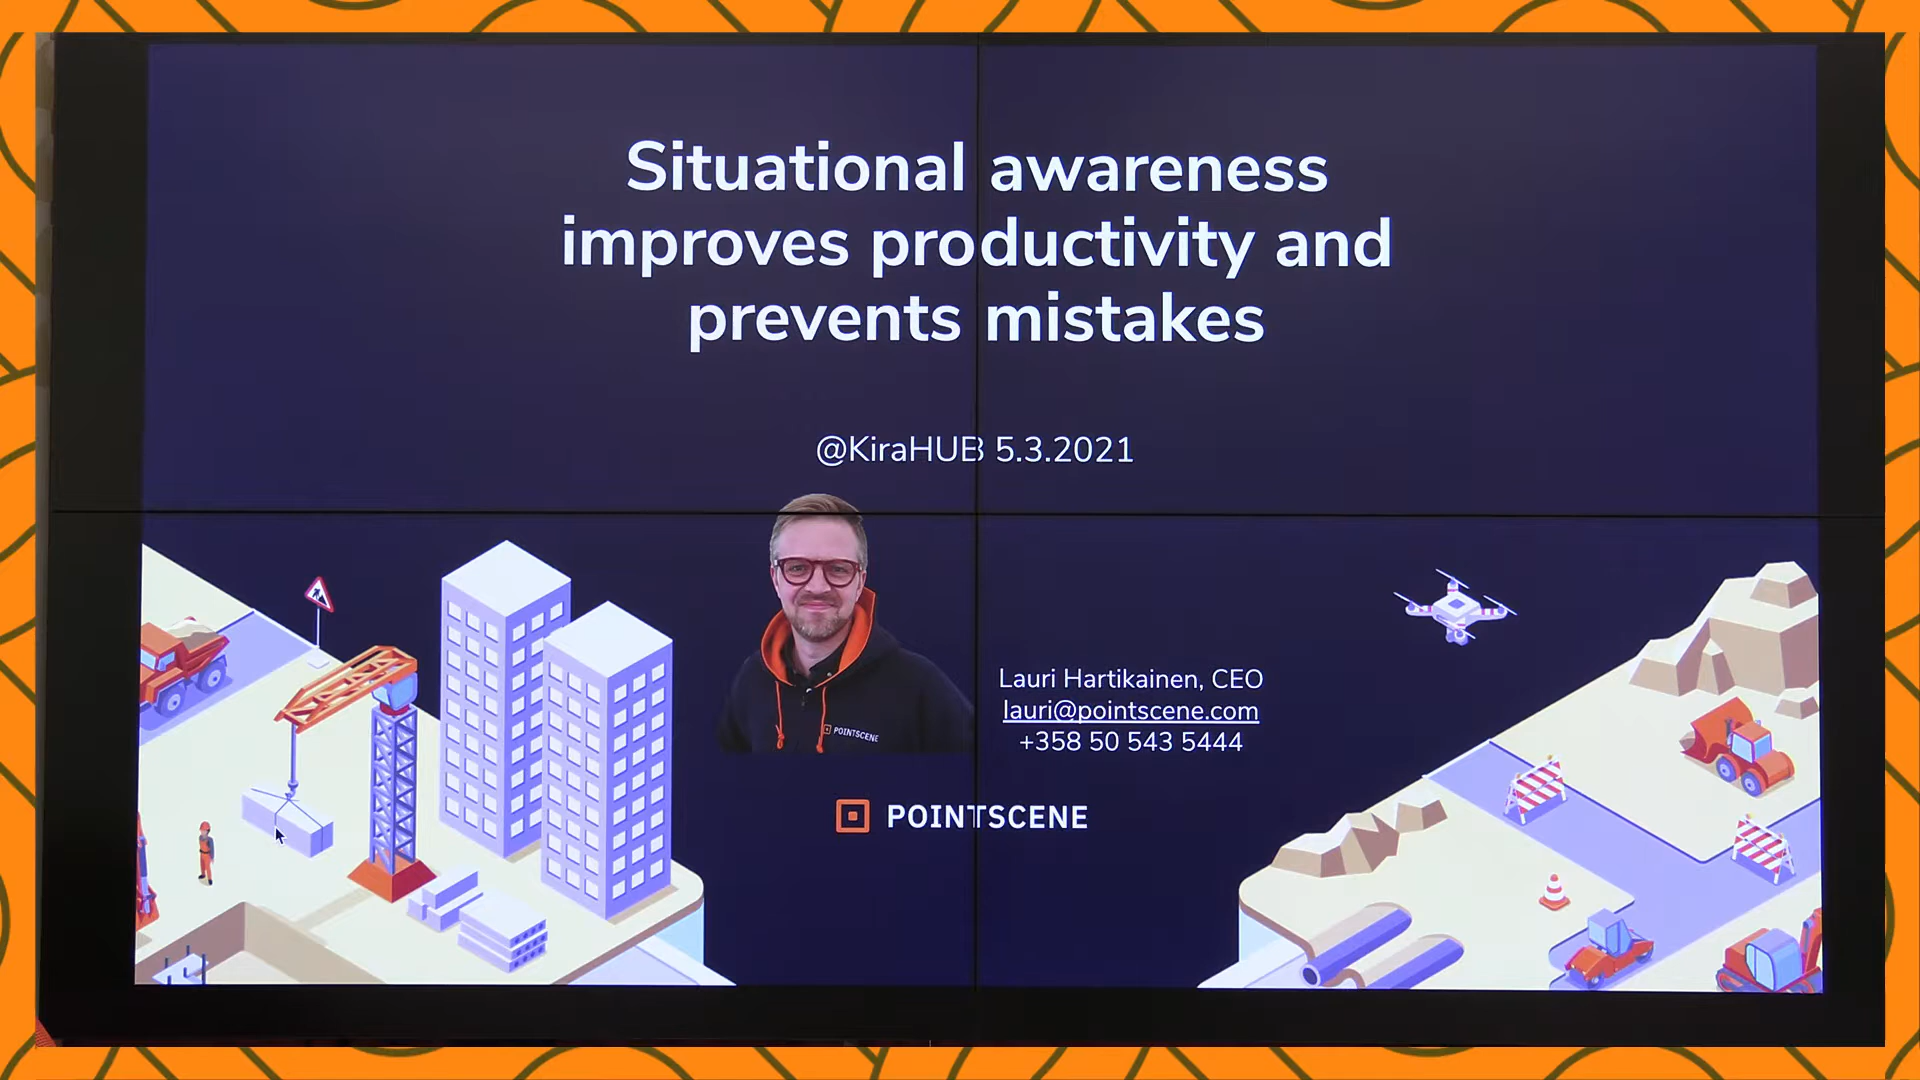 Situational awareness
improves productivity and
prevents mistakes
@KiraHUB 5.3.2021
Lauri Hartikainen, CEO
lauri@pointscene.com
+358 50 543 5444
POINTSCENE
POINTSCENE